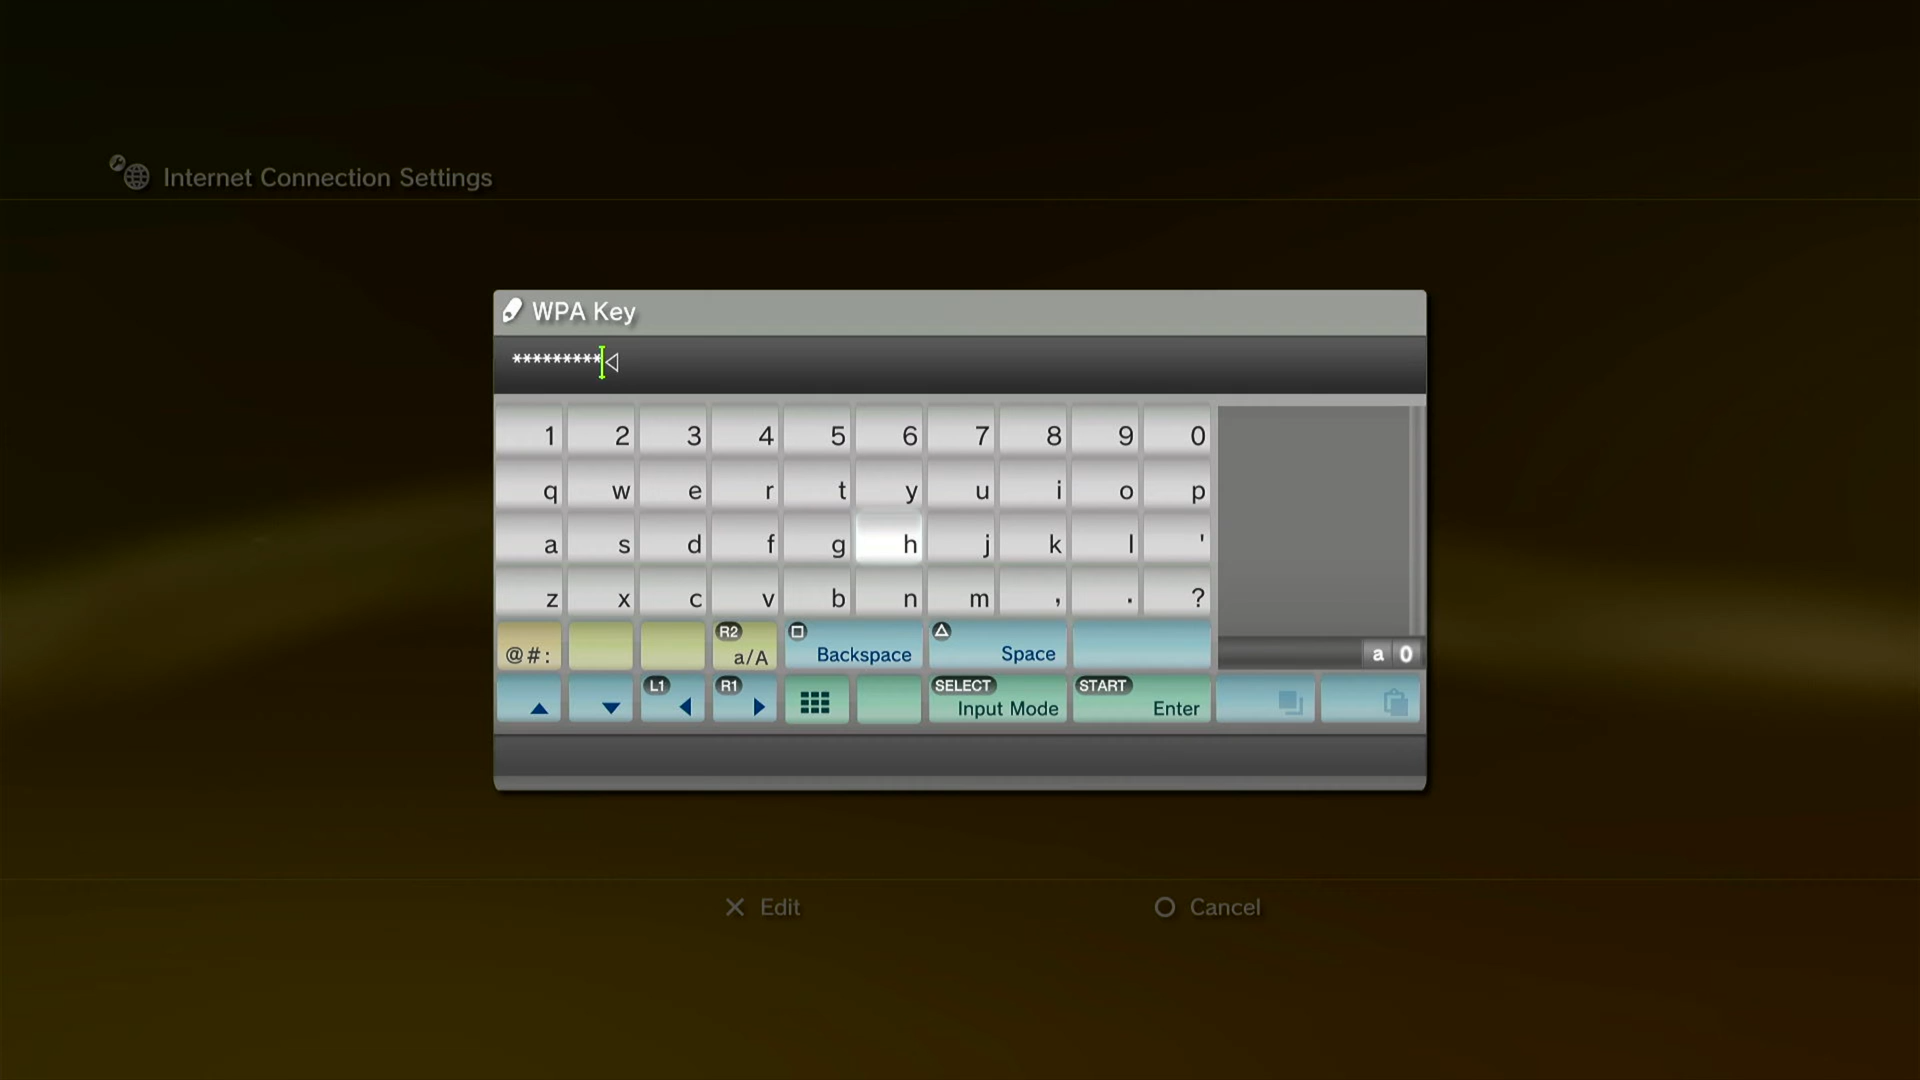 Internet Connection Settings
WPA Key
*********
1 2 3 4 5 6 7 8 9 0
q w e r t y u i o p
a s d f g h j k l '
z x c v b n m , . ?
@#: R2 a/A Backspace Space a 0
L1 R1 SELECT Input Mode START Enter
Edit Cancel